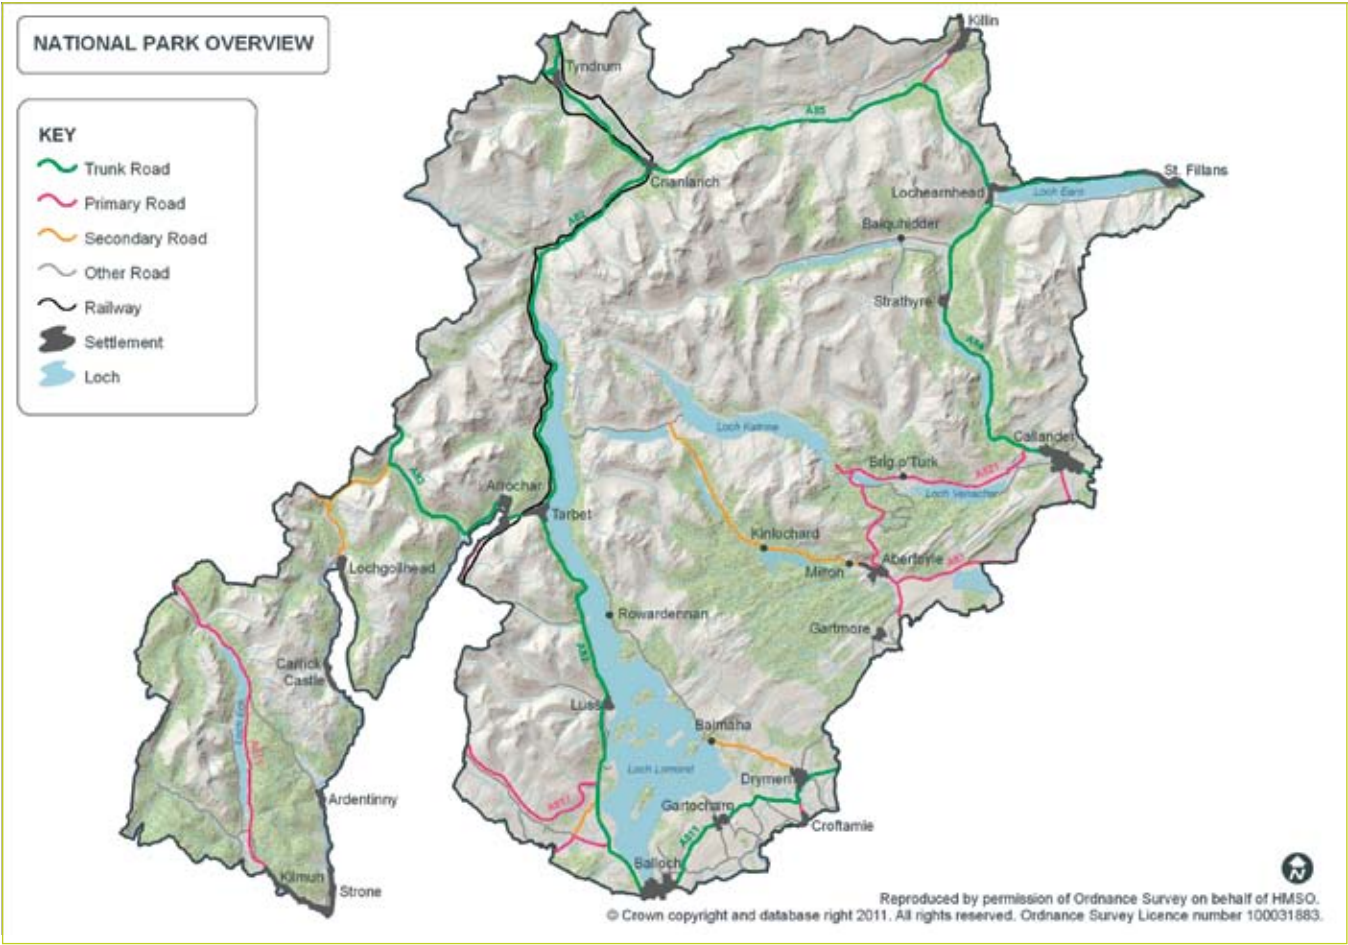 NATIONAL PARK OVERVIEW
KEY
Trunk Road
Primary Road
Secondary Road
Other Road
Railway
Settlement
Loch
Killin
Tyndrum
A85
Crianlarich
St. Fillans
Lochearnhead
Loch Earn
A82
Balquhidder
Strathyre
A84
Loch Katrine
Callander
Brig o'Turk
A821
Loch Venachar
A83
Arrochar
Tarbet
Kinlochard
Milton
Aberfoyle
A81
Lochgoilhead
Rowardennan
Gartmore
A82
Carrick
Castle
Luss
Balmaha
Loch Eck
A815
Loch Lomond
Drymen
Ardentinny
A817
Gartocharn
A811
Croftamie
Balloch
Kilmun
Strone
N
Reproduced by permission of Ordnance Survey on behalf of HMSO.
© Crown copyright and database right 2011. All rights reserved. Ordnance Survey Licence number 100031883.